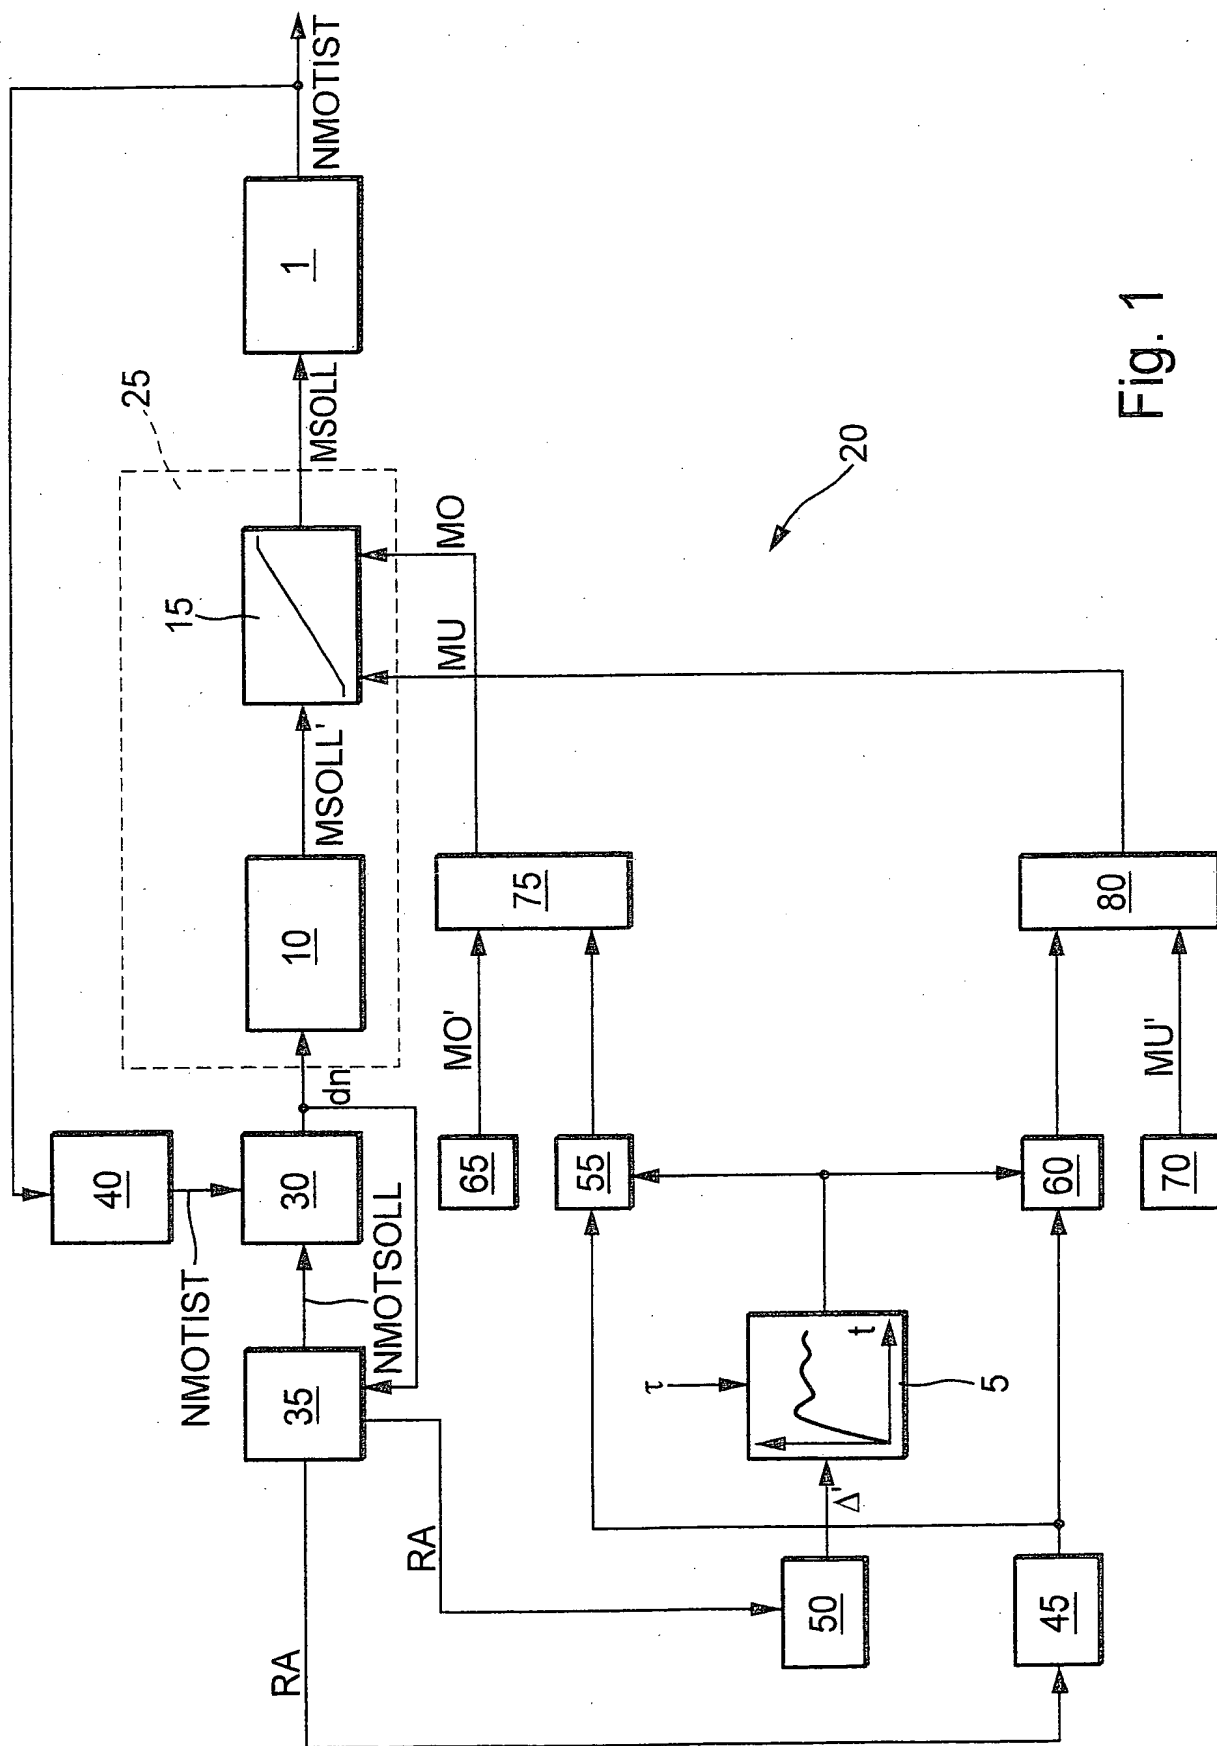 NMOTIST
1
MSOLL
25
15
MO
MU
MSOLL'
10
dn
40
NMOTIST
30
NMOTSOLL
35
RA
RA
75
MO'
65
55
80
MU'
60
70
τ
t
5
Δ'
50
45
20
Fig. 1